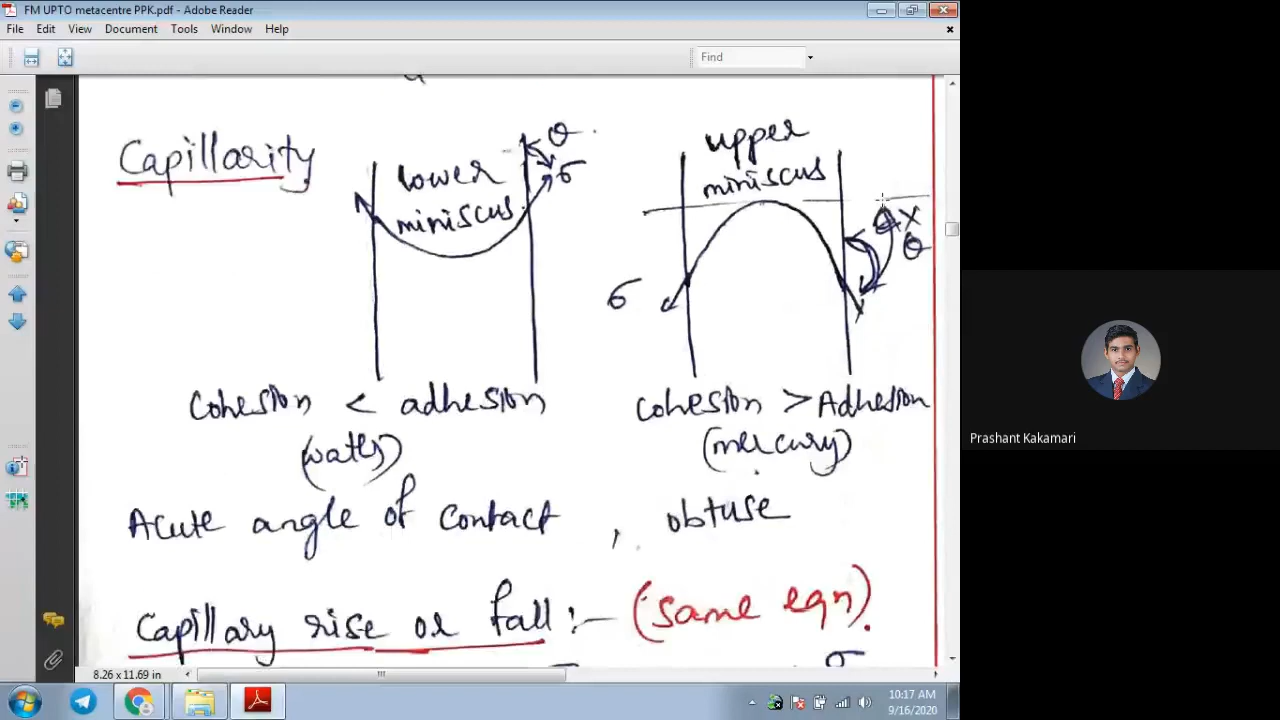 FM UPTO metacentre PPK.pdf - Adobe Reader
File Edit View Document Tools Window Help
Find
Capillarity
lower
miniscus
θ
σ
upper
miniscus
θ X
θ
σ
Cohesion < adhesion
(water)
cohesion > Adhesion
(mercury)
Acute angle of contact , obtuse
Capillary rise or fall :- (same eqn).
σ
8.26 x 11.69 in
Prashant Kakamari
10:17 AM
9/16/2020